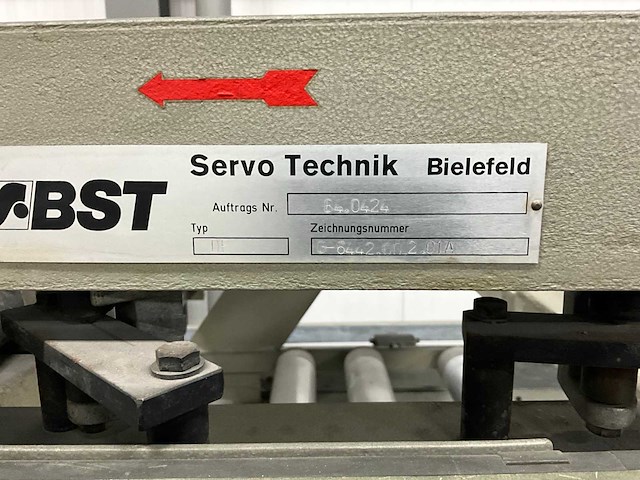 Servo Technik Bielefeld
BST
Auftrags Nr. 64.0424
Typ
Zeichnungsnummer